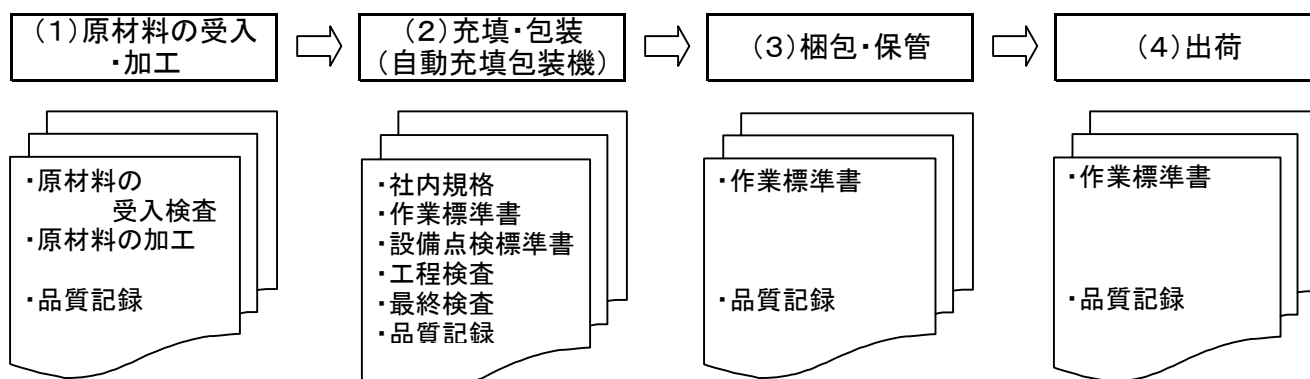 (1)原材料の受入
・加工
(2)充填・包装
(自動充填包装機)
(3)梱包・保管
(4)出荷
・原材料の
受入検査
・原材料の加工
・品質記録
・社内規格
・作業標準書
・設備点検標準書
・工程検査
・最終検査
・品質記録
・作業標準書
・品質記録
・作業標準書
・品質記録